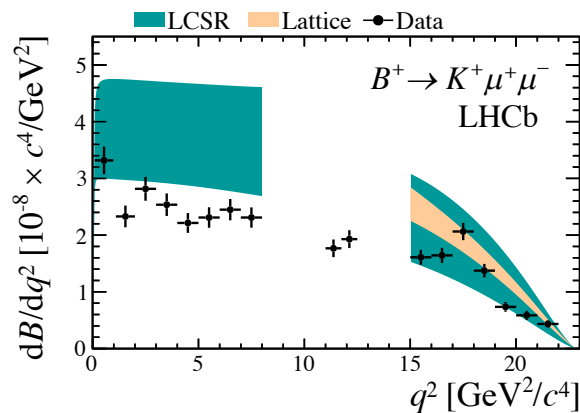 LCSR Lattice Data
B⁺ → K⁺μ⁺μ⁻
LHCb
dB/dq² [10⁻⁸ × c⁴/GeV²]
5
4
3
2
1
0
0 5 10 15 20
q² [GeV²/c⁴]